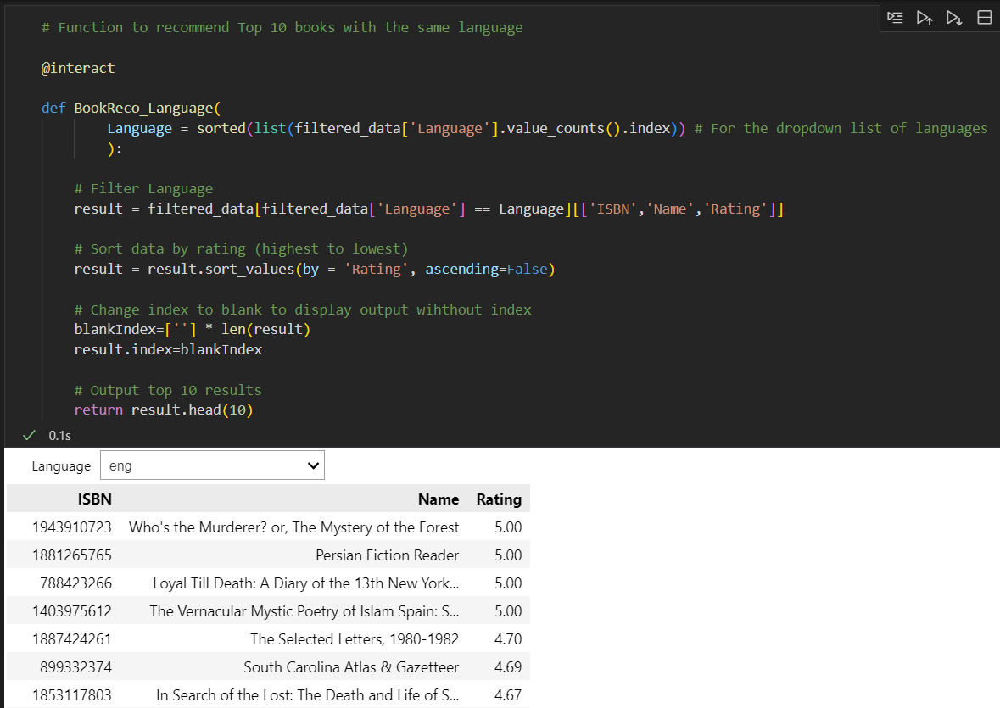 # Function to recommend Top 10 books with the same language
@interact
def BookReco_Language(
Language = sorted(list(filtered_data['Language'].value_counts().index)) # For the dropdown list of languages
):
# Filter Language
result = filtered_data[filtered_data['Language'] == Language][['ISBN','Name','Rating']]
# Sort data by rating (highest to lowest)
result = result.sort_values(by = 'Rating', ascending=False)
# Change index to blank to display output wihthout index
blankIndex=[''] * len(result)
result.index=blankIndex
# Output top 10 results
return result.head(10)
0.1s
Language eng
ISBN Name Rating
1943910723 Who's the Murderer? or, The Mystery of the Forest 5.00
1881265765 Persian Fiction Reader 5.00
788423266 Loyal Till Death: A Diary of the 13th New York... 5.00
1403975612 The Vernacular Mystic Poetry of Islam Spain: S... 5.00
1887424261 The Selected Letters, 1980-1982 4.70
899332374 South Carolina Atlas & Gazetteer 4.69
1853117803 In Search of the Lost: The Death and Life of S... 4.67